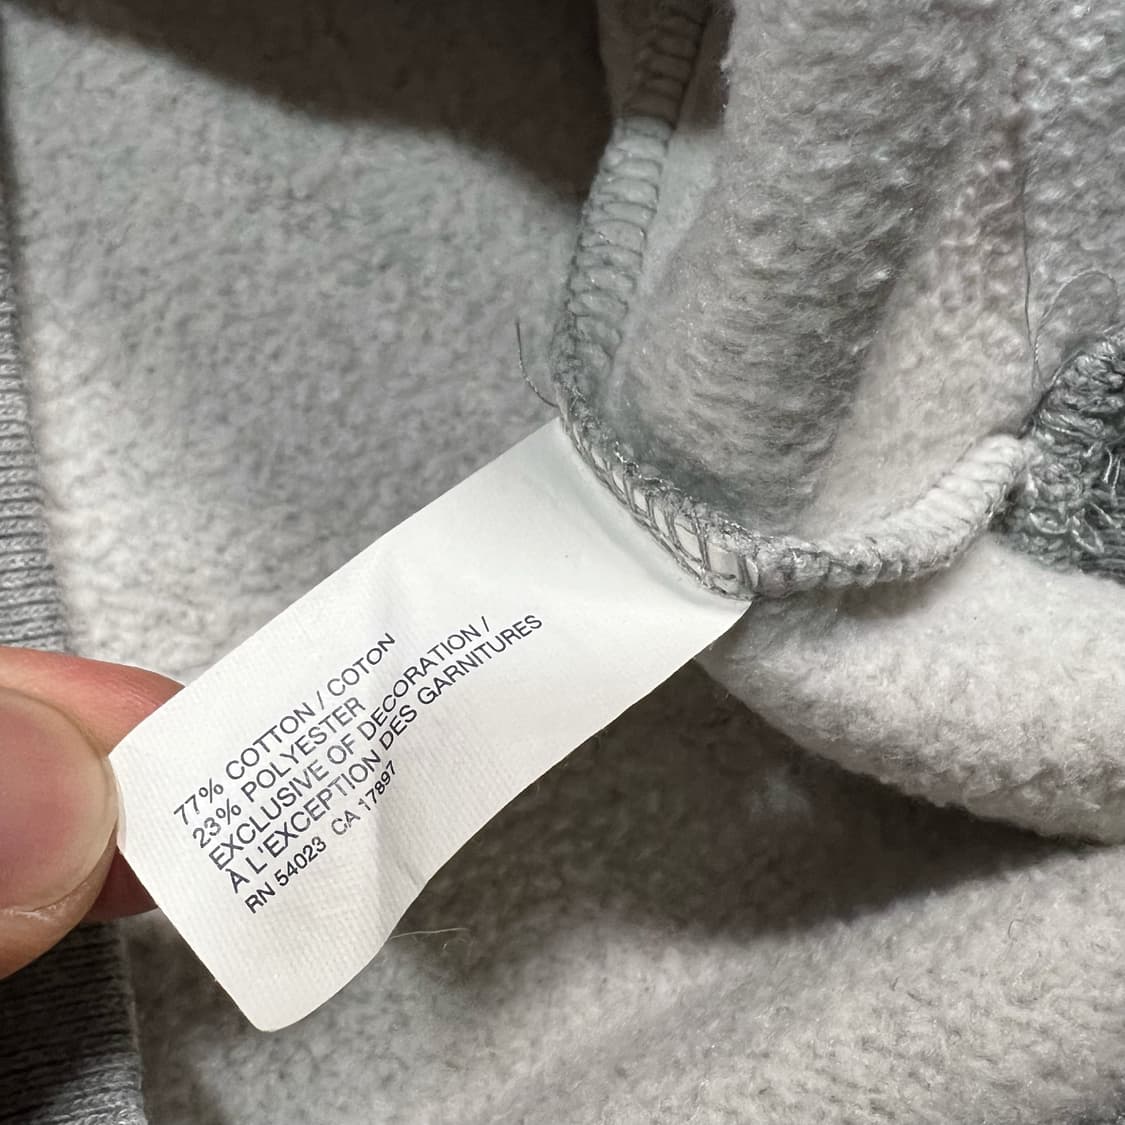 77% COTTON / COTON
23% POLYESTER
EXCLUSIVE OF DECORATION /
À L'EXCEPTION DES GARNITURES
RN 54023 CA 17897